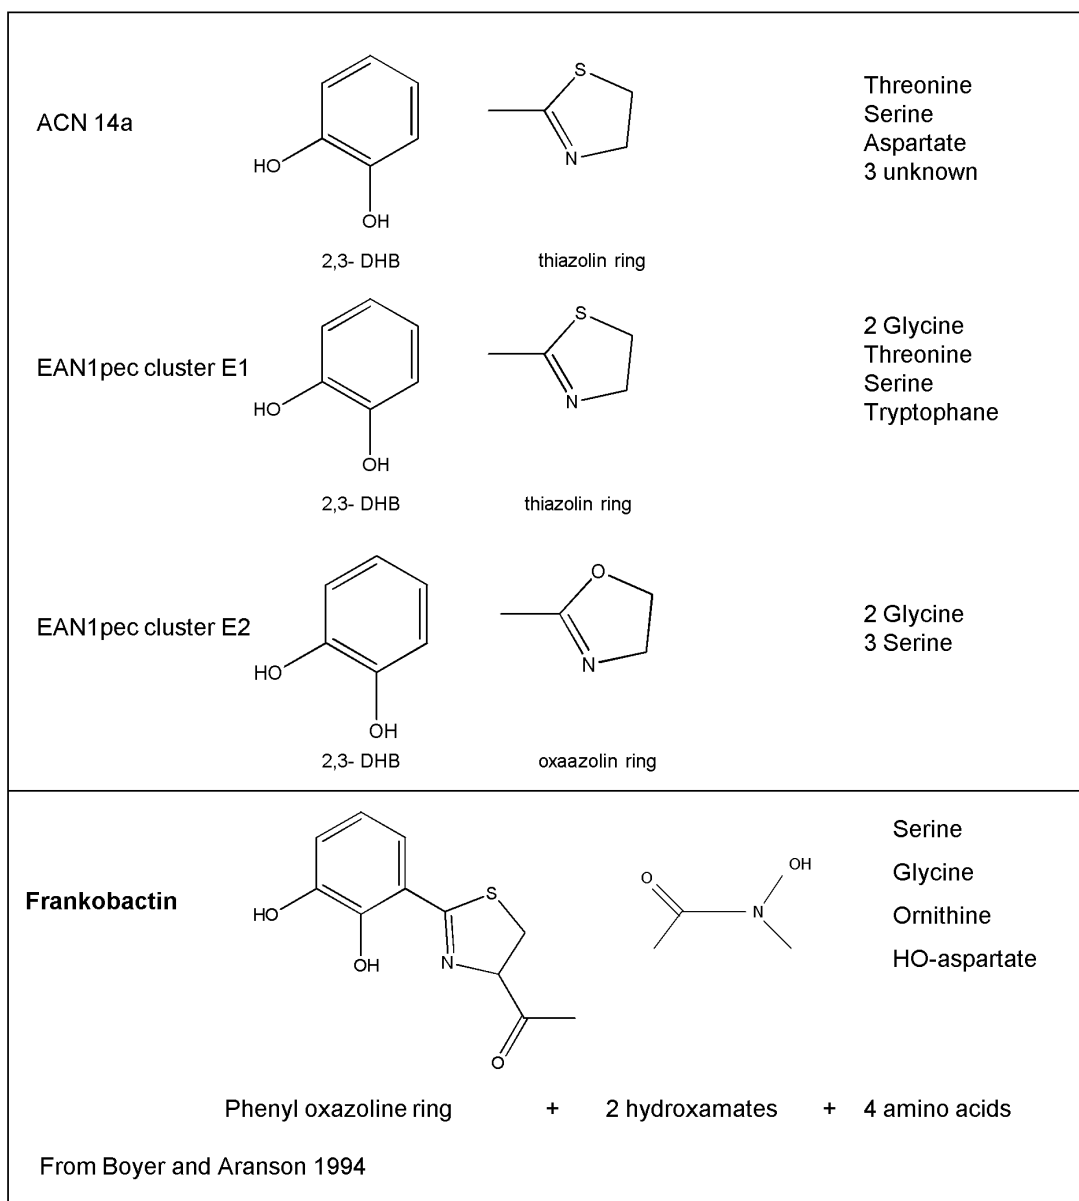 ACN 14a
HO
OH
S
N
2,3- DHB
thiazolin ring
Threonine
Serine
Aspartate
3 unknown
EAN1pec cluster E1
HO
OH
S
N
2,3- DHB
thiazolin ring
2 Glycine
Threonine
Serine
Tryptophane
EAN1pec cluster E2
HO
OH
O
N
2,3- DHB
oxaazolin ring
2 Glycine
3 Serine
Frankobactin
HO
OH
S
N
O
O
OH
N
Serine
Glycine
Ornithine
HO-aspartate
Phenyl oxazoline ring + 2 hydroxamates + 4 amino acids
From Boyer and Aranson 1994